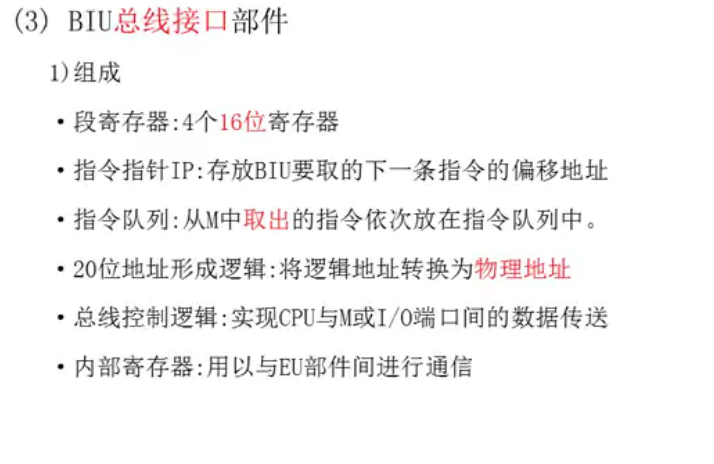 (3) BIU总线接口部件
1)组成
•段寄存器:4个16位寄存器
•指令指针IP:存放BIU要取的下一条指令的偏移地址
•指令队列:从M中取出的指令依次放在指令队列中。
•20位地址形成逻辑:将逻辑地址转换为物理地址
•总线控制逻辑:实现CPU与M或I/O端口间的数据传送
•内部寄存器:用以与EU部件间进行通信